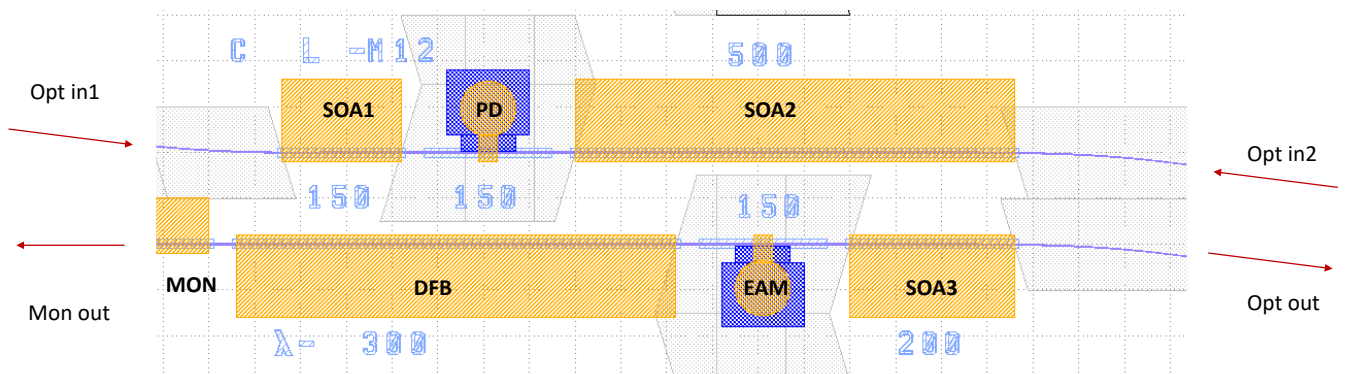 C L -M12
500
Opt in1
SOA1 PD SOA2
Opt in2
150 150 150
MON DFB EAM SOA3
Mon out
Opt out
λ- 300 200